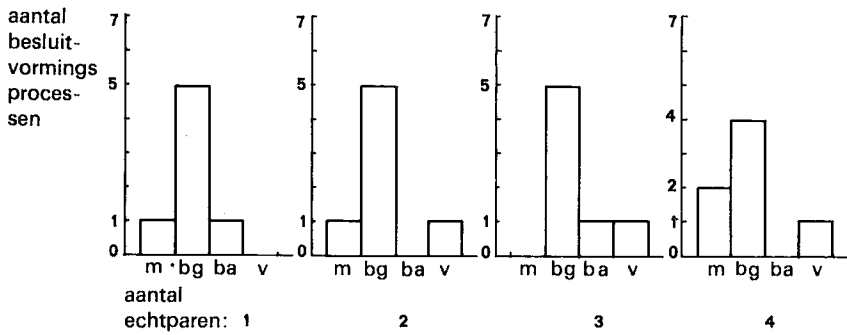 aantal
besluit-
vormings
proces-
sen
7 5 1 0
7 5 1 0
7 5 1 0
7 4 2 1 0
m bg ba v
m bg ba v
m bg ba v
m bg ba v
aantal
echtparen: 1 2 3 4